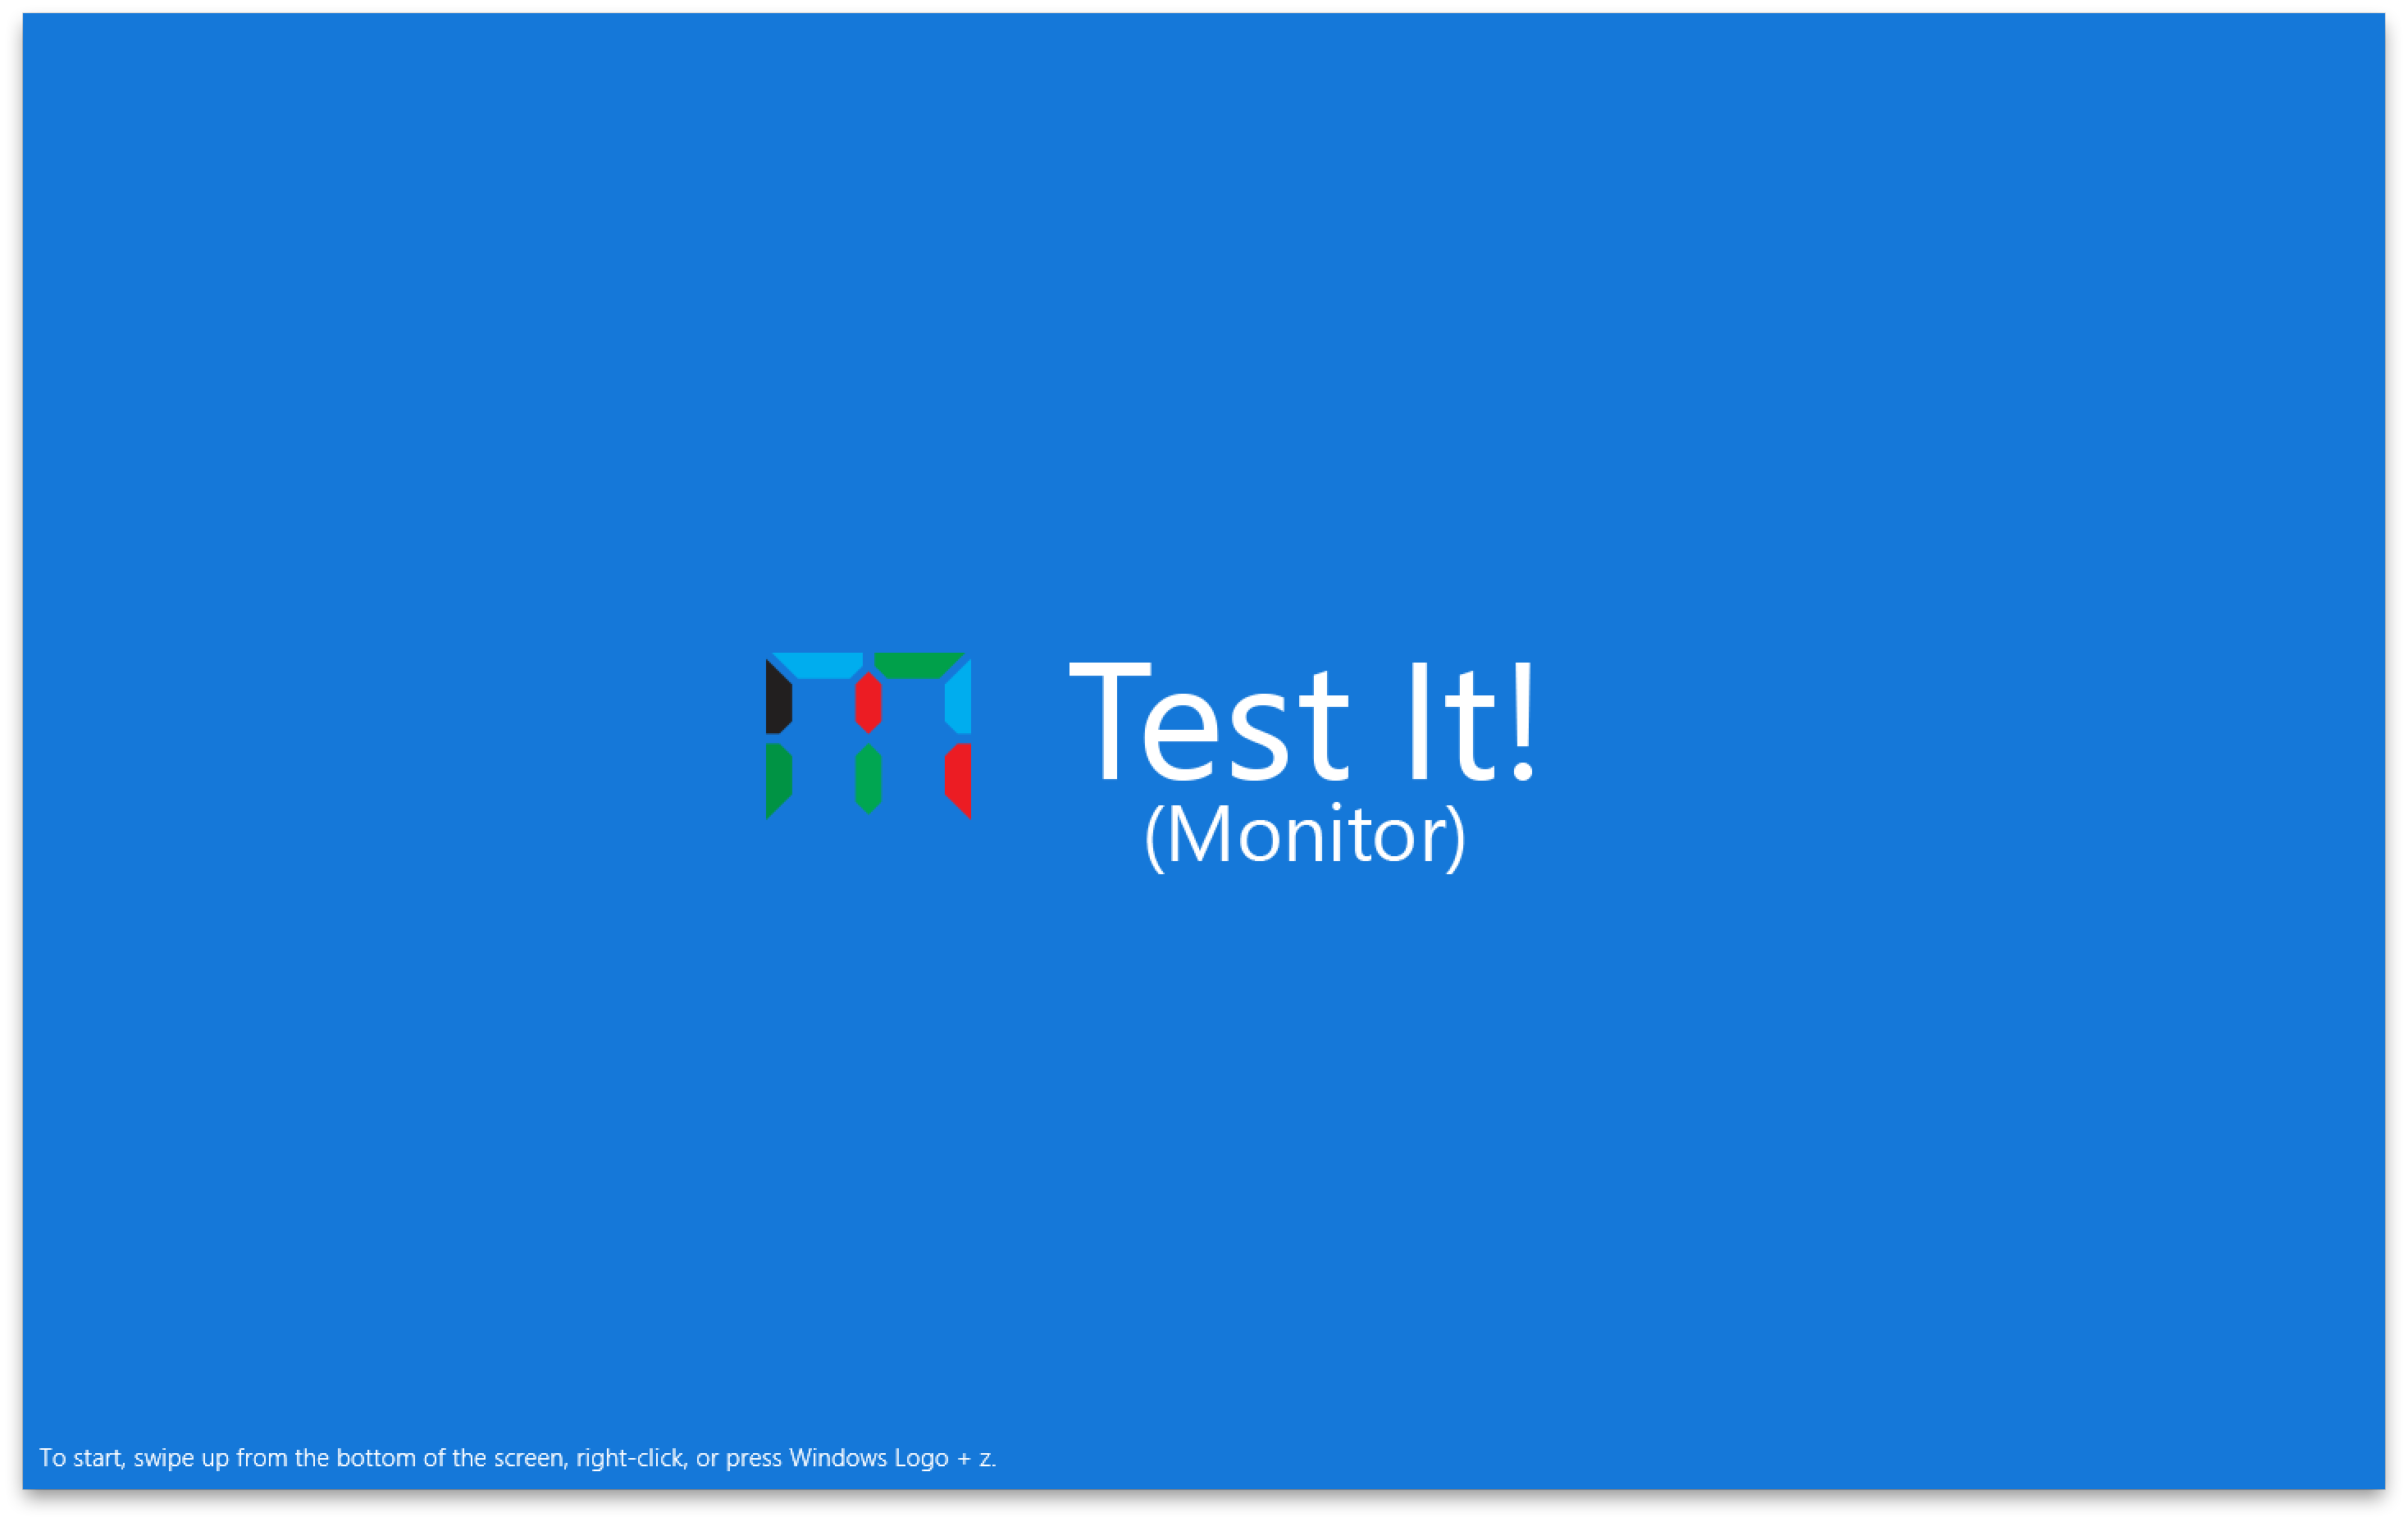 Test It!
(Monitor)
To start, swipe up from the bottom of the screen, right-click, or press Windows Logo + z.